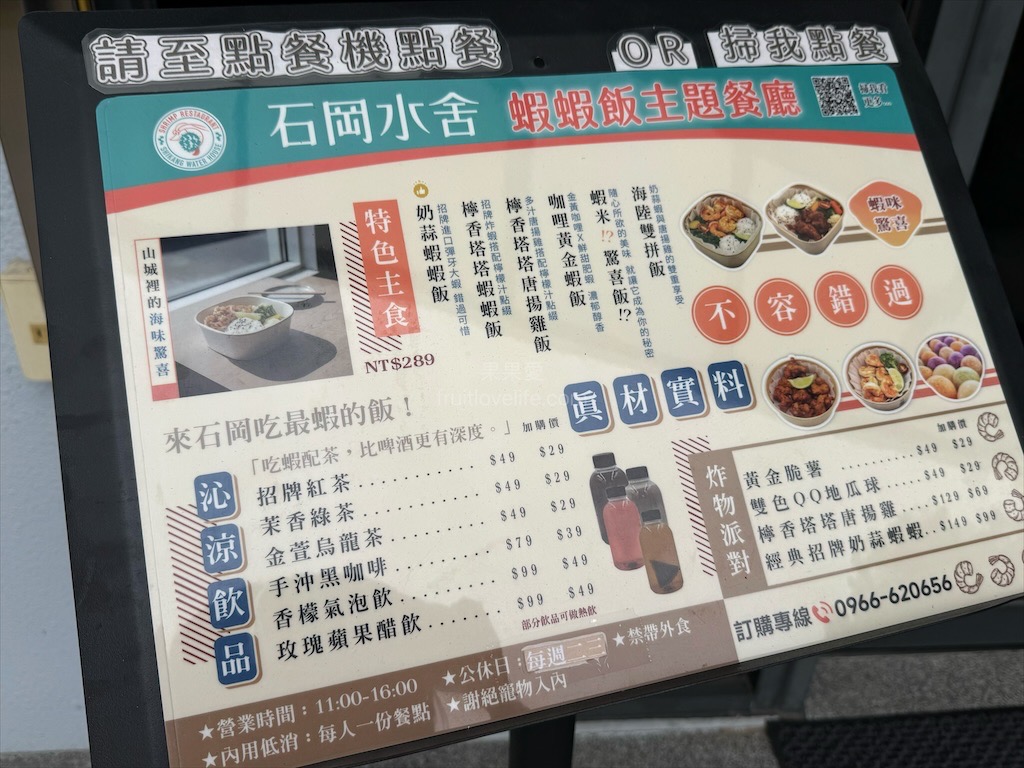 請至點餐機點餐 OR 掃我點餐
SHRIMP RESTAURANT
SHIKANG WATER HOUSE
石岡水舍 蝦蝦飯主題餐廳
掃我看
更多...
山城裡的海味驚喜
特色主食
NT$289
奶蒜蝦蝦飯
招牌進口彈牙大蝦 錯過可惜
檸香塔塔蝦蝦飯
招牌炸蝦搭配檸檬汁點綴
檸香塔塔唐揚雞飯
多汁唐揚雞搭配檸檬汁點綴
咖哩黃金蝦飯
金黃咖哩X鮮甜肥蝦 濃郁醇香
蝦米!?驚喜飯!?
隨心所欲的美味 就讓它成為你的秘密
海陸雙拼飯
奶蒜蝦與唐揚雞的雙重享受
蝦味
驚喜
不容錯過
真材實料
來石岡吃最蝦的飯！
「吃蝦配茶，比啤酒更有深度。」
沁涼飲品
加購價
招牌紅茶 $49 $29
茉香綠茶 $49 $29
金萱烏龍茶 $49 $29
手沖黑咖啡 $79 $39
香檬氣泡飲 $99 $49
玫瑰蘋果醋飲 $99 $49
部分飲品可做熱飲
炸物派對
加購價
黃金脆薯 $49 $29
雙色QQ地瓜球 $49 $29
檸香塔塔唐揚雞 $129 $69
經典招牌奶蒜蝦蝦 $149 $99
訂購專線 0966-620656
★營業時間：11:00-16:00
★公休日：每週二三
★禁帶外食
★內用低消：每人一份餐點
★謝絕寵物入內
fruitlovelife.com